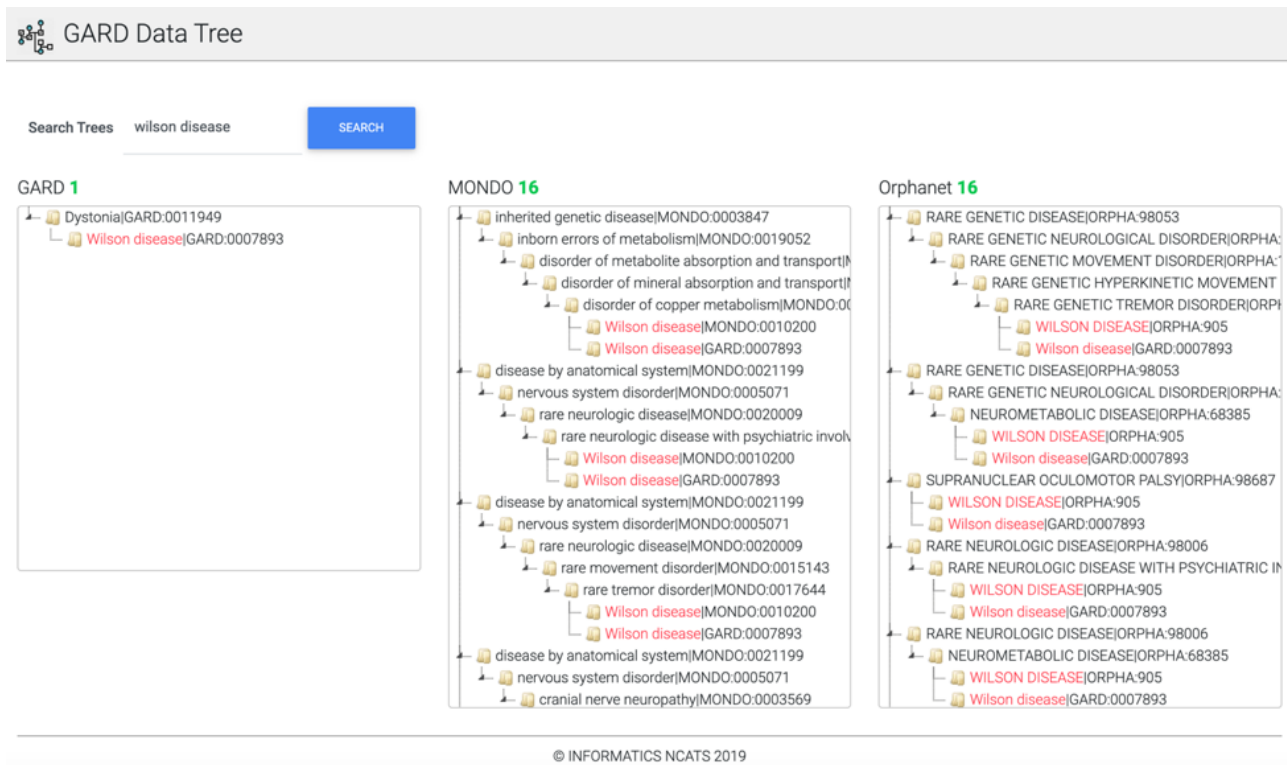 GARD Data Tree
Search Trees wilson disease SEARCH
GARD 1
Dystonia|GARD:0011949
Wilson disease|GARD:0007893
MONDO 16
inherited genetic disease|MONDO:0003847
inborn errors of metabolism|MONDO:0019052
disorder of metabolite absorption and transport|
disorder of mineral absorption and transport|
disorder of copper metabolism|MONDO:00
Wilson disease|MONDO:0010200
Wilson disease|GARD:0007893
disease by anatomical system|MONDO:0021199
nervous system disorder|MONDO:0005071
rare neurologic disease|MONDO:0020009
rare neurologic disease with psychiatric involv
Wilson disease|MONDO:0010200
Wilson disease|GARD:0007893
disease by anatomical system|MONDO:0021199
nervous system disorder|MONDO:0005071
rare neurologic disease|MONDO:0020009
rare movement disorder|MONDO:0015143
rare tremor disorder|MONDO:0017644
Wilson disease|MONDO:0010200
Wilson disease|GARD:0007893
disease by anatomical system|MONDO:0021199
nervous system disorder|MONDO:0005071
cranial nerve neuropathy|MONDO:0003569
Orphanet 16
RARE GENETIC DISEASE|ORPHA:98053
RARE GENETIC NEUROLOGICAL DISORDER|ORPHA:
RARE GENETIC MOVEMENT DISORDER|ORPHA:
RARE GENETIC HYPERKINETIC MOVEMENT
RARE GENETIC TREMOR DISORDER|ORPH
WILSON DISEASE|ORPHA:905
Wilson disease|GARD:0007893
RARE GENETIC DISEASE|ORPHA:98053
RARE GENETIC NEUROLOGICAL DISORDER|ORPHA:
NEUROMETABOLIC DISEASE|ORPHA:68385
WILSON DISEASE|ORPHA:905
Wilson disease|GARD:0007893
SUPRANUCLEAR OCULOMOTOR PALSY|ORPHA:98687
WILSON DISEASE|ORPHA:905
Wilson disease|GARD:0007893
RARE NEUROLOGIC DISEASE|ORPHA:98006
RARE NEUROLOGIC DISEASE WITH PSYCHIATRIC IN
WILSON DISEASE|ORPHA:905
Wilson disease|GARD:0007893
RARE NEUROLOGIC DISEASE|ORPHA:98006
NEUROMETABOLIC DISEASE|ORPHA:68385
WILSON DISEASE|ORPHA:905
Wilson disease|GARD:0007893
© INFORMATICS NCATS 2019